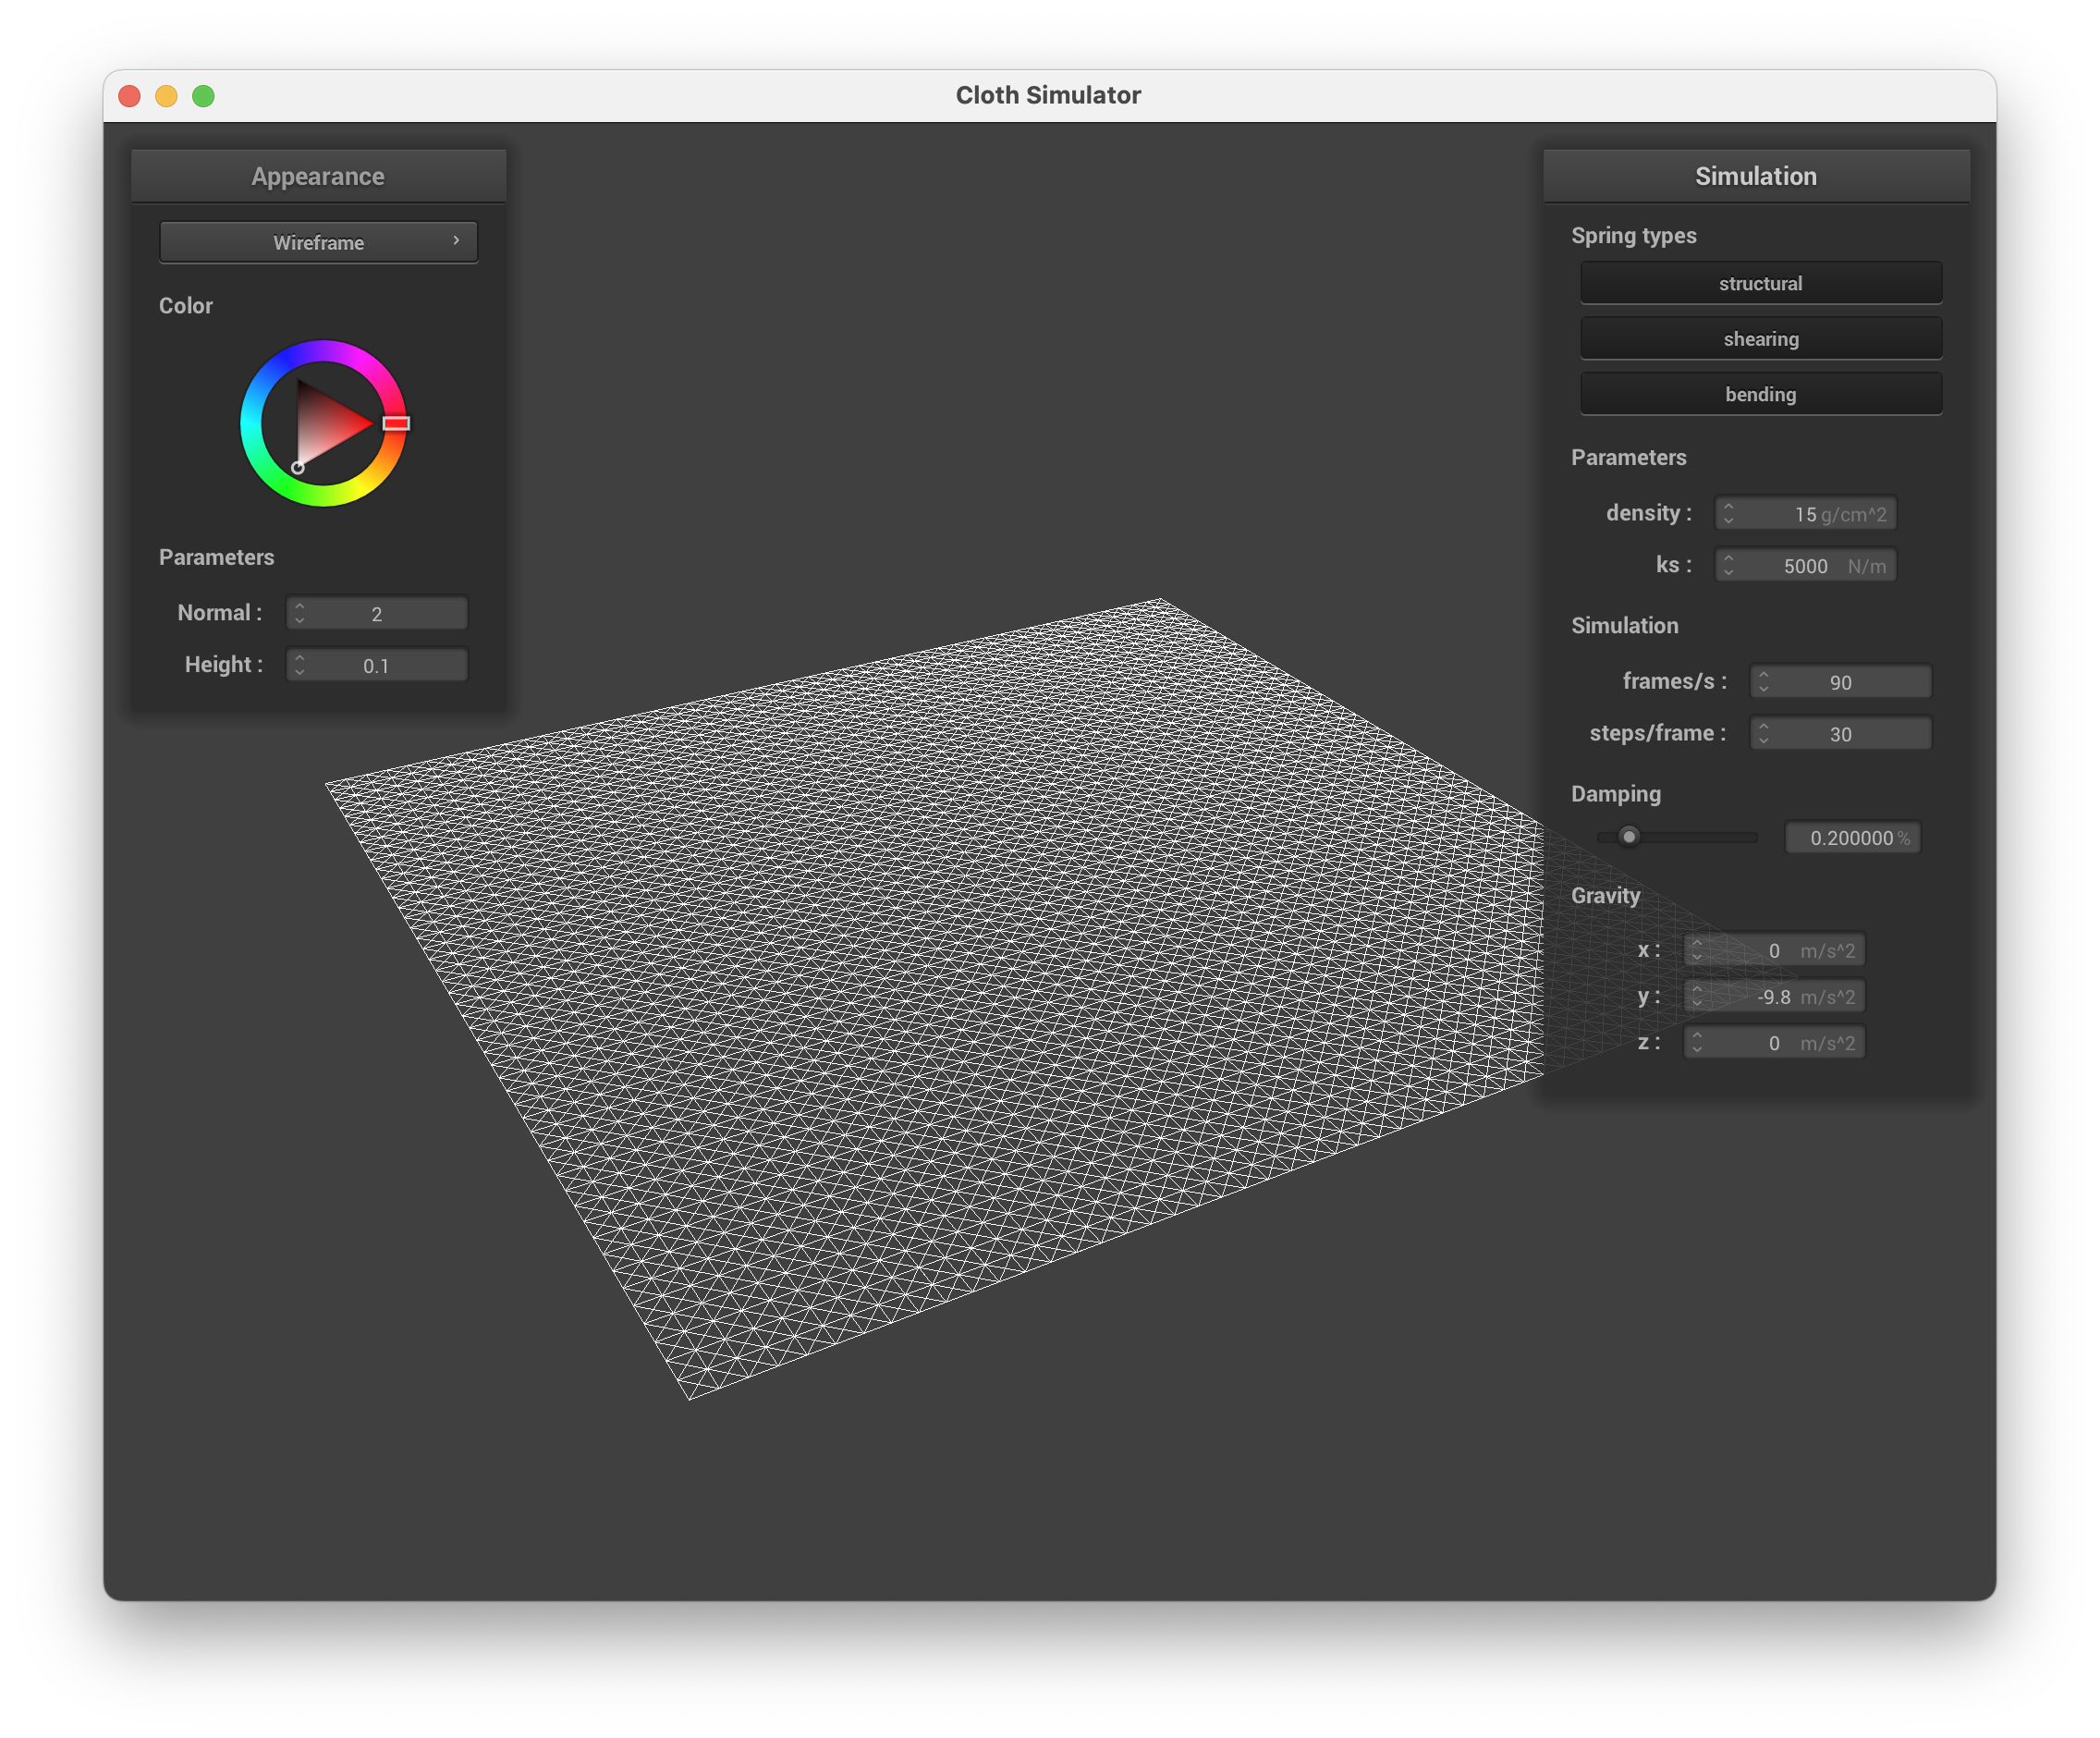 Cloth Simulator
Appearance
Wireframe
Color
Parameters
Normal : 2
Height : 0.1
Simulation
Spring types
structural
shearing
bending
Parameters
density : 15 g/cm^2
ks : 5000 N/m
Simulation
frames/s : 90
steps/frame : 30
Damping
0.200000 %
Gravity
x : 0 m/s^2
y : -9.8 m/s^2
z : 0 m/s^2